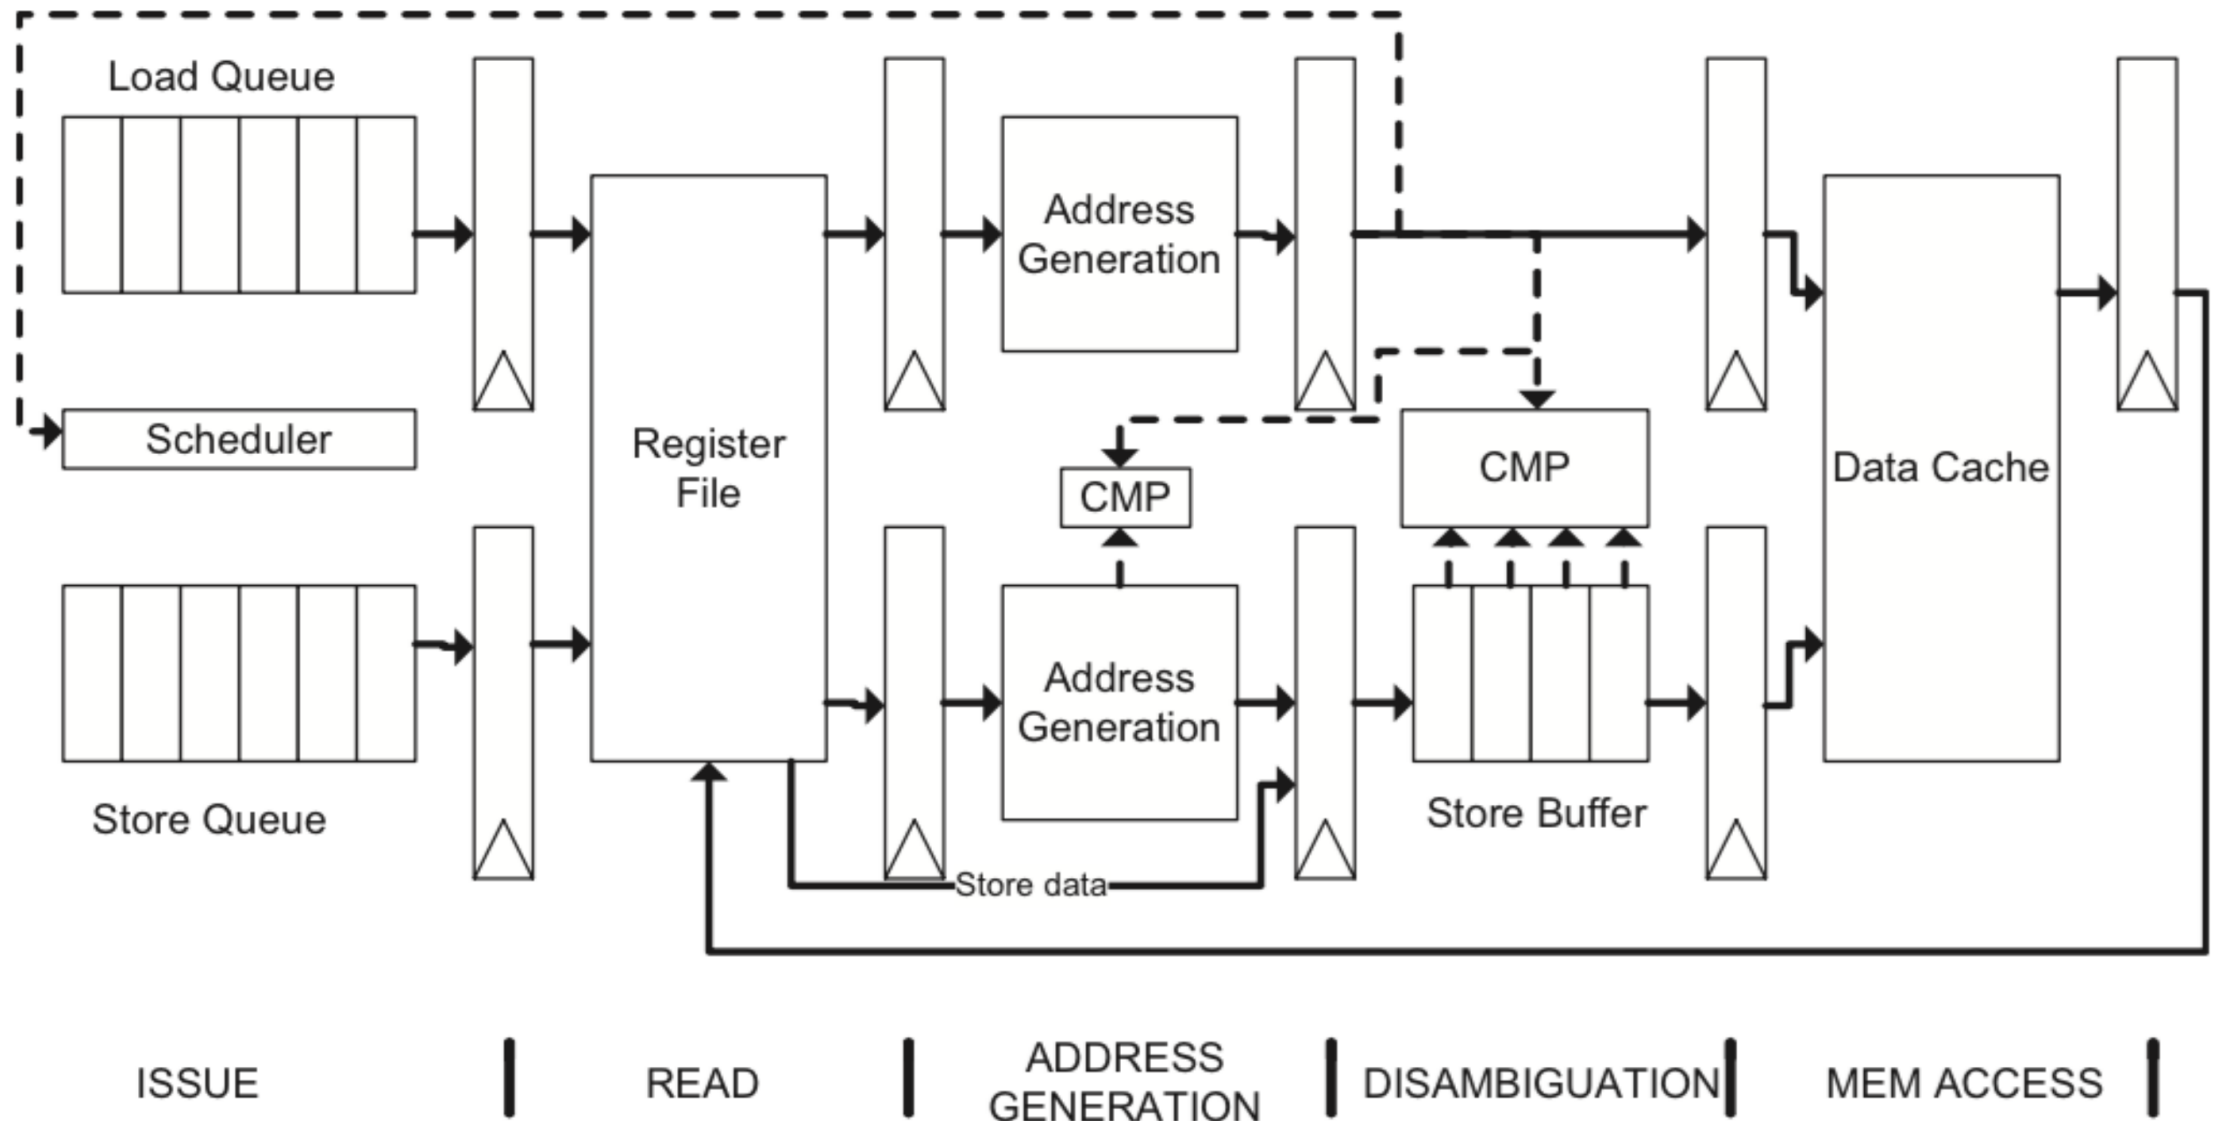 Load Queue
Address
Generation
Scheduler
Register
File
CMP
CMP
Data Cache
Address
Generation
Store Queue
Store Buffer
Store data
ISSUE
READ
ADDRESS
GENERATION
DISAMBIGUATION
MEM ACCESS